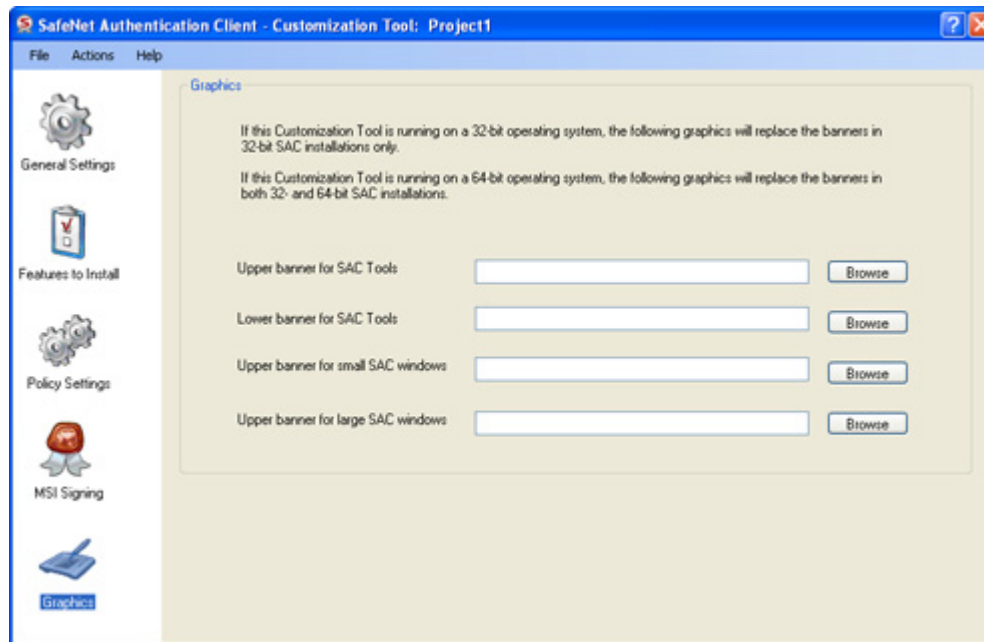 SafeNet Authentication Client - Customization Tool: Project1
File Actions Help
General Settings
Features to Install
Policy Settings
MSI Signing
Graphics
Graphics
If this Customization Tool is running on a 32-bit operating system, the following graphics will replace the banners in
32-bit SAC installations only.
If this Customization Tool is running on a 64-bit operating system, the following graphics will replace the banners in
both 32- and 64-bit SAC installations.
Upper banner for SAC Tools Browse
Lower banner for SAC Tools Browse
Upper banner for small SAC windows Browse
Upper banner for large SAC windows Browse